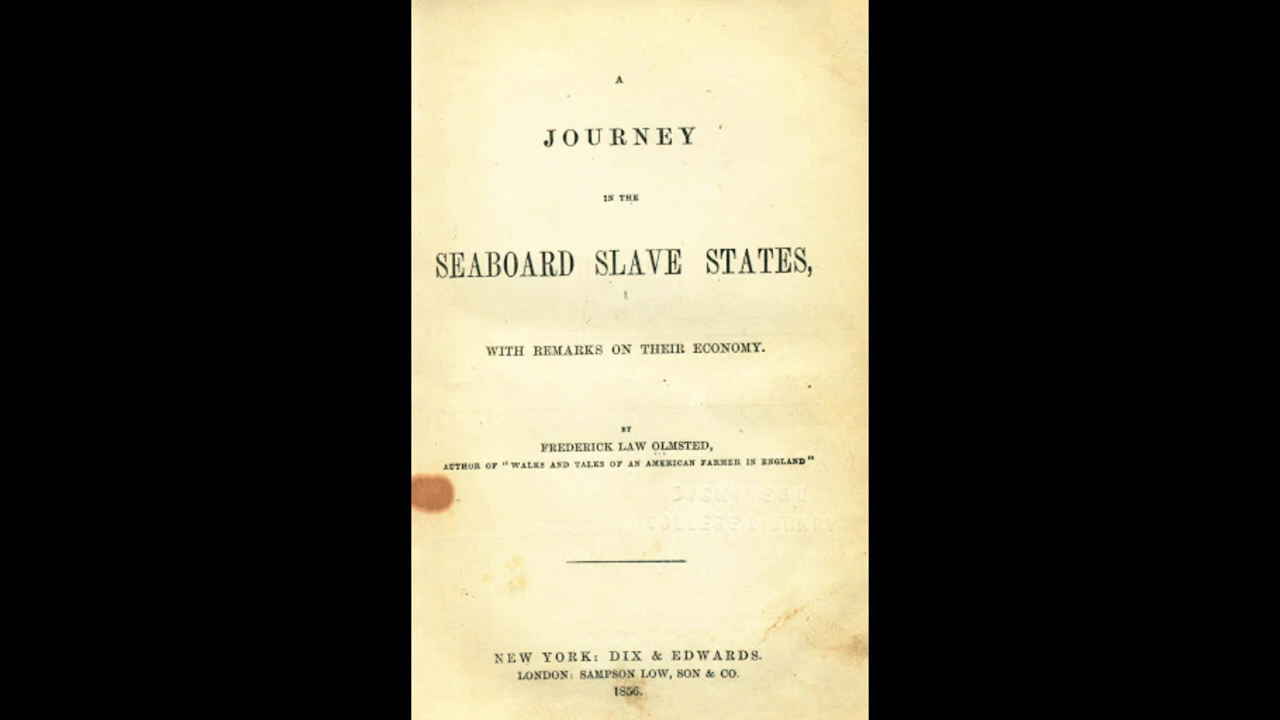 A
JOURNEY
IN THE
SEABOARD SLAVE STATES,
WITH REMARKS ON THEIR ECONOMY.
BY
FREDERICK LAW OLMSTED,
AUTHOR OF "WALKS AND TALKS OF AN AMERICAN FARMER IN ENGLAND"
NEW YORK: DIX & EDWARDS.
LONDON: SAMPSON LOW, SON & CO.
1856.